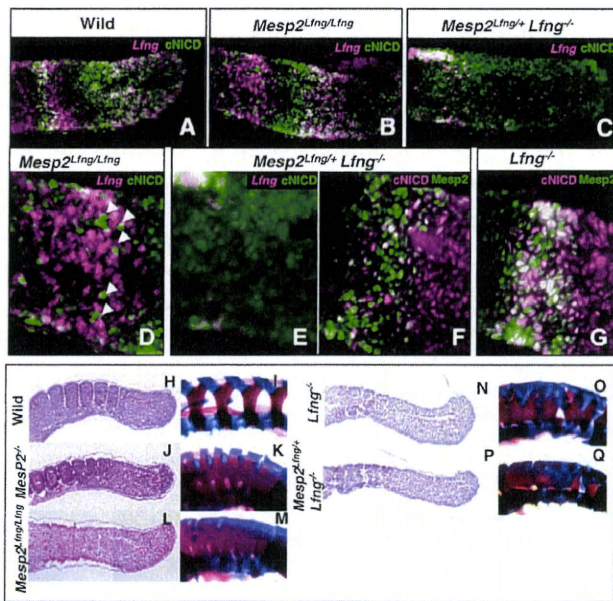 Wild
Mesp2Lfng/Lfng
Mesp2Lfng/+ Lfng-/-
Lfng cNICD
Lfng cNICD
Lfng cNICD
A
B
C
Mesp2Lfng/Lfng
Mesp2Lfng/+ Lfng-/-
Lfng-/-
Lfng cNICD
Lfng cNICD
cNICD Mesp2
cNICD Mesp2
D
E
F
G
Wild
H
I
MesP2-/-
J
K
Mesp2Lfng/Lfng
L
M
Lfng-/-
N
O
Mesp2Lfng/+
Lfng-/-
P
Q